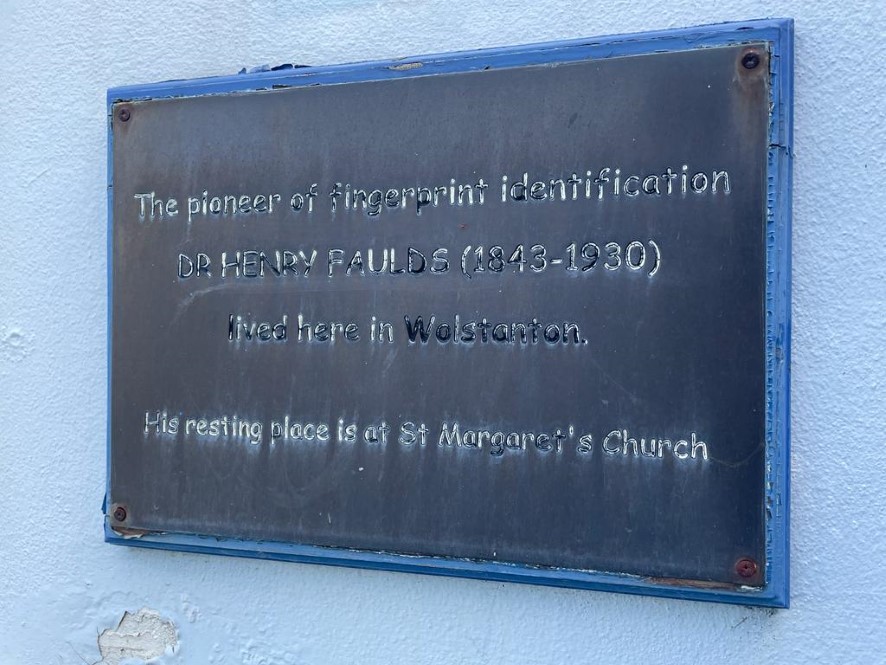 The pioneer of fingerprint identification
DR HENRY FAULDS (1843-1930)
lived here in Wolstanton.
His resting place is at St Margaret's Church